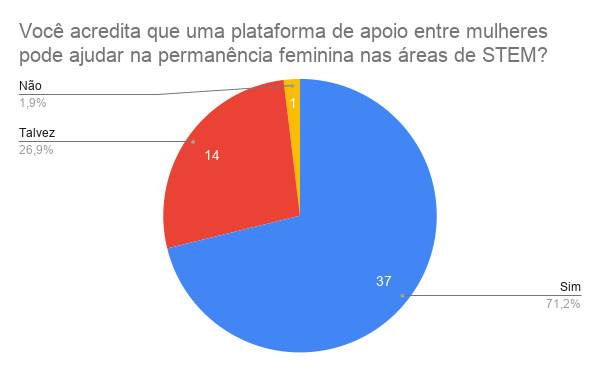 Você acredita que uma plataforma de apoio entre mulheres
pode ajudar na permanência feminina nas áreas de STEM?
Não
1,9%
1
Talvez
26,9%
14
37
Sim
71,2%